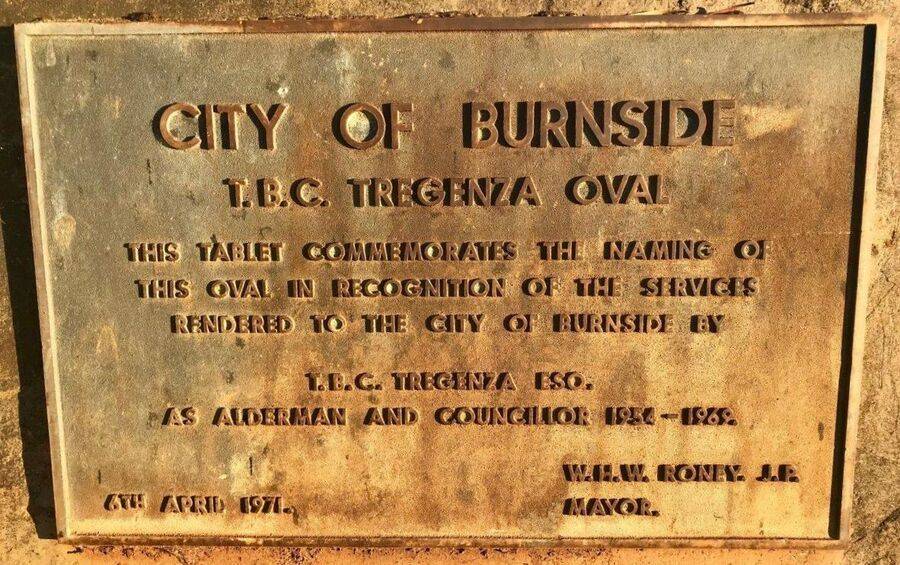 CITY OF BURNSIDE
T.B.C. TREGENZA OVAL
THIS TABLET COMMEMORATES THE NAMING OF
THIS OVAL IN RECOGNITION OF THE SERVICES
RENDERED TO THE CITY OF BURNSIDE BY
T.B.C. TREGENZA ESQ.
AS ALDERMAN AND COUNCILLOR 1954 - 1969.
W.H.W. RONEY. J.P.
6TH APRIL 1971. MAYOR.